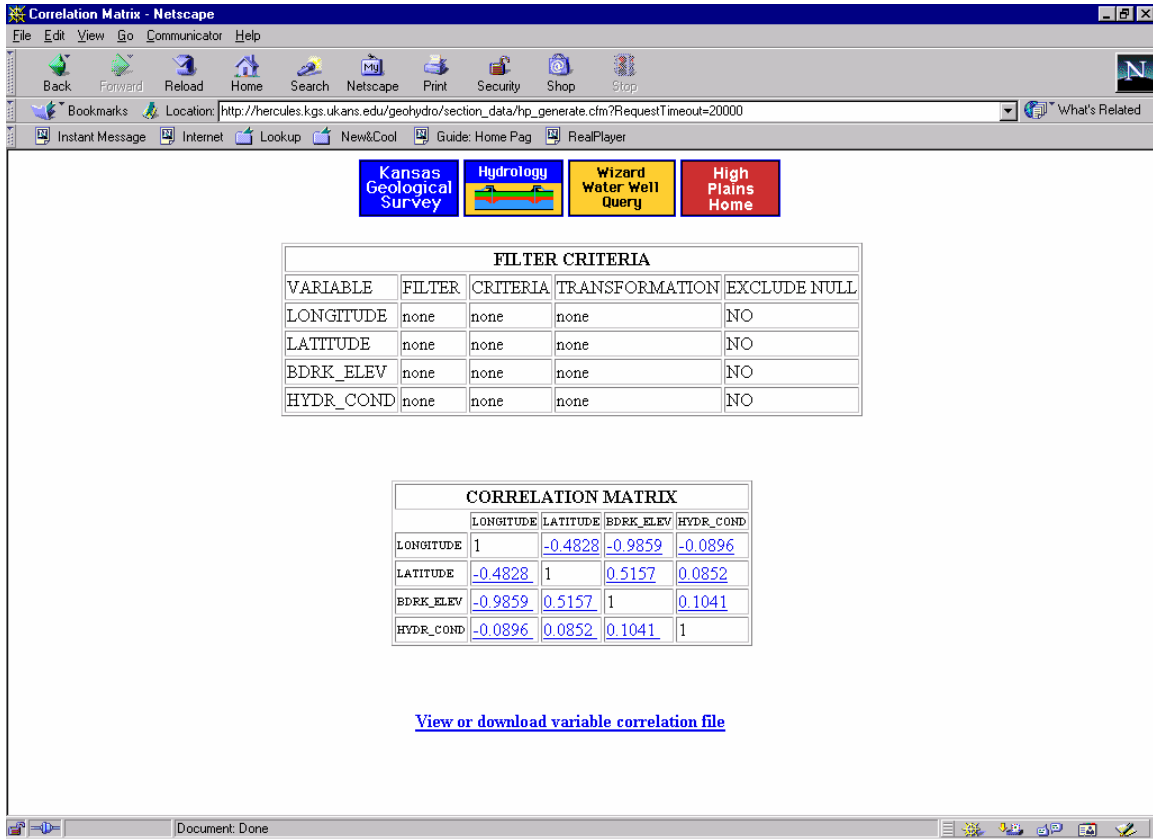 Correlation Matrix - Netscape
File Edit View Go Communicator Help
My
N
Back Forward Reload Home Search Netscape Print Security Shop Stop
Bookmarks Location: http://hercules.kgs.ukans.edu/geohydro/section_data/hp_generate.cfm?RequestTimeout=20000 What's Related
Instant Message Internet Lookup New&Cool Guide: Home Pag RealPlayer
Kansas Geological Survey
Hydrology
Wizard Water Well Query
High Plains Home
FILTER CRITERIA
VARIABLE FILTER CRITERIA TRANSFORMATION EXCLUDE NULL
LONGITUDE none none none NO
LATITUDE none none none NO
BDRK_ELEV none none none NO
HYDR_COND none none none NO
CORRELATION MATRIX
LONGITUDE LATITUDE BDRK_ELEV HYDR_COND
LONGITUDE 1 -0.4828 -0.9859 -0.0896
LATITUDE -0.4828 1 0.5157 0.0852
BDRK_ELEV -0.9859 0.5157 1 0.1041
HYDR_COND -0.0896 0.0852 0.1041 1
View or download variable correlation file
Document: Done